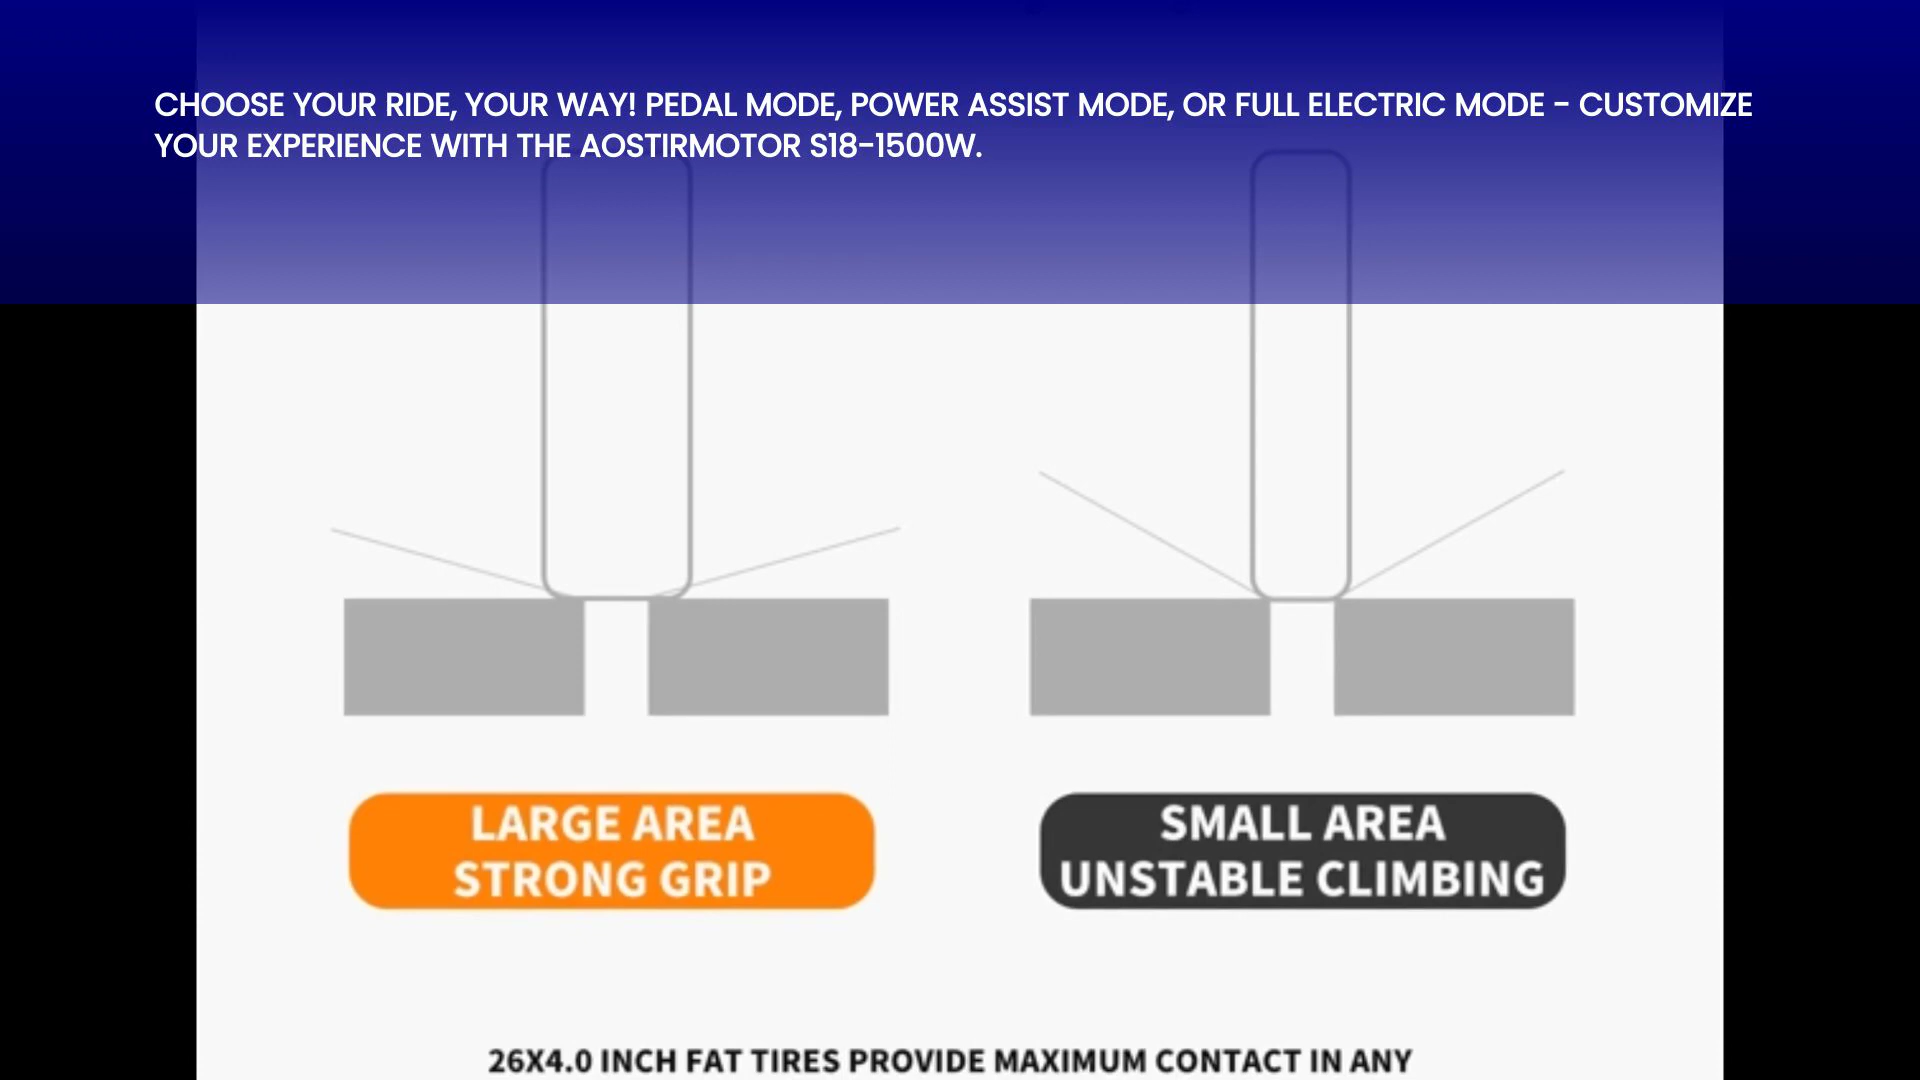 CHOOSE YOUR RIDE, YOUR WAY! PEDAL MODE, POWER ASSIST MODE, OR FULL ELECTRIC MODE - CUSTOMIZE
YOUR EXPERIENCE WITH THE AOSTIRMOTOR S18-1500W.
LARGE AREA
STRONG GRIP
SMALL AREA
UNSTABLE CLIMBING
26X4.0 INCH FAT TIRES PROVIDE MAXIMUM CONTACT IN ANY